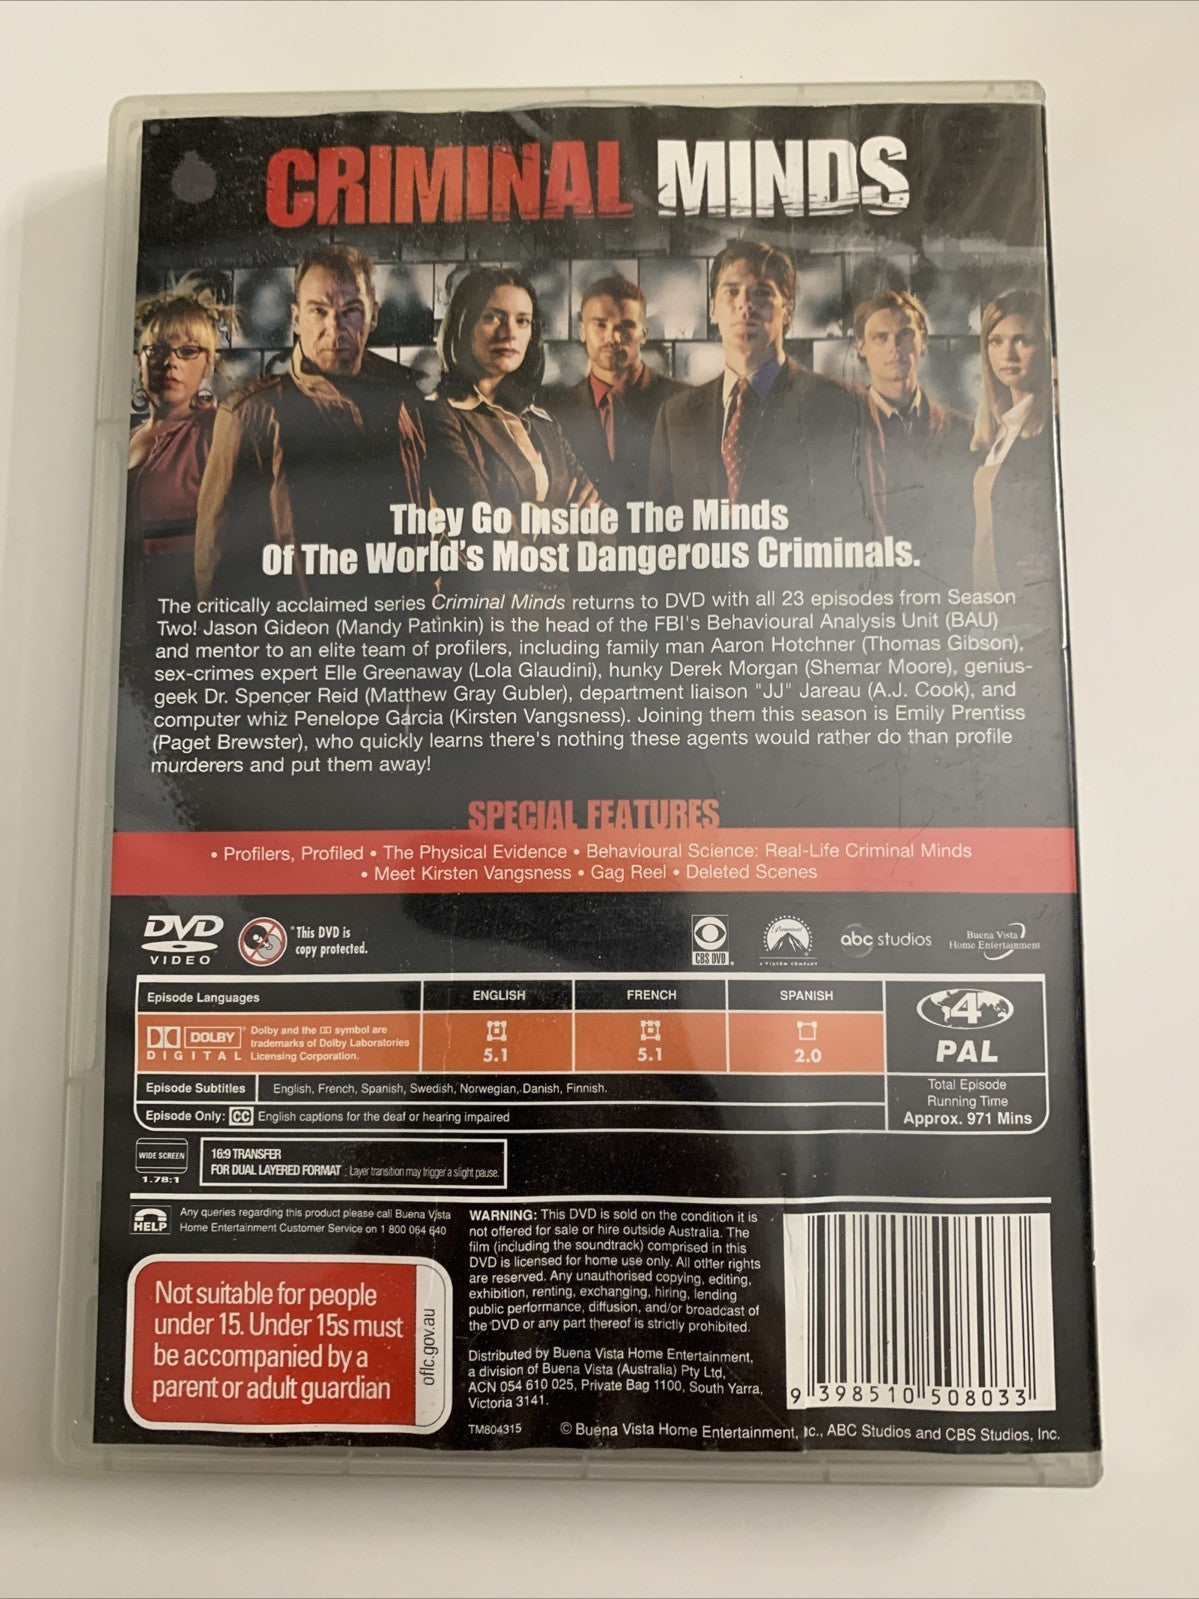 CRIMINAL MINDS
They Go Inside The Minds
Of The World's Most Dangerous Criminals.
The critically acclaimed series Criminal Minds returns to DVD with all 23 episodes from Season
Two! Jason Gideon (Mandy Patinkin) is the head of the FBI's Behavioural Analysis Unit (BAU)
and mentor to an elite team of profilers, including family man Aaron Hotchner (Thomas Gibson),
sex-crimes expert Elle Greenaway (Lola Glaudini), hunky Derek Morgan (Shemar Moore), genius-
geek Dr. Spencer Reid (Matthew Gray Gubler), department liaison "JJ" Jareau (A.J. Cook), and
computer whiz Penelope Garcia (Kirsten Vangsness). Joining them this season is Emily Prentiss
(Paget Brewster), who quickly learns there's nothing these agents would rather do than profile
murderers and put them away!
SPECIAL FEATURES
• Profilers, Profiled • The Physical Evidence • Behavioural Science: Real-Life Criminal Minds
• Meet Kirsten Vangsness • Gag Reel • Deleted Scenes
DVD
VIDEO
*This DVD is
copy protected.
CBS DVD
Paramount
A VIACOM COMPANY
abc studios
Buena Vista
Home Entertainment
Episode Languages
ENGLISH
FRENCH
SPANISH
DOLBY
DIGITAL
Dolby and the DD symbol are
trademarks of Dolby Laboratories
Licensing Corporation.
5.1
5.1
2.0
4
PAL
Episode Subtitles
English, French, Spanish, Swedish, Norwegian, Danish, Finnish.
Episode Only: CC English captions for the deaf or hearing impaired
Total Episode
Running Time
Approx. 971 Mins
WIDE SCREEN
1.78:1
16:9 TRANSFER
FOR DUAL LAYERED FORMAT : Layer transition may trigger a slight pause.
HELP
Any queries regarding this product please call Buena Vista
Home Entertainment Customer Service on 1 800 064 640
Not suitable for people
under 15. Under 15s must
be accompanied by a
parent or adult guardian
oflc.gov.au
WARNING: This DVD is sold on the condition it is
not offered for sale or hire outside Australia. The
film (including the soundtrack) comprised in this
DVD is licensed for home use only. All other rights
are reserved. Any unauthorised copying, editing,
exhibition, renting, exchanging, hiring, lending
public performance, diffusion, and/or broadcast of
the DVD or any part thereof is strictly prohibited.
Distributed by Buena Vista Home Entertainment,
a division of Buena Vista (Australia) Pty Ltd,
ACN 054 610 025, Private Bag 1100, South Yarra,
Victoria 3141.
TM804315
9 398510 508033
© Buena Vista Home Entertainment, Inc., ABC Studios and CBS Studios, Inc.